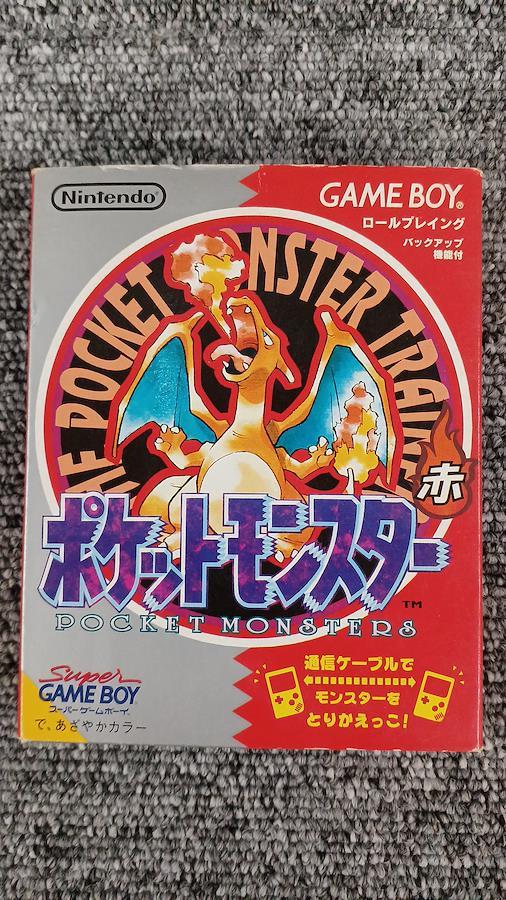 Nintendo
GAME BOY®
ロールプレイング
バックアップ
機能付
THE POCKET MONSTER TRAINER
赤
ポケットモンスター
TM
POCKET MONSTERS
Super
GAME BOY
スーパーゲームボーイ
で、あざやかカラー
通信ケーブルで
モンスターを
とりかえっこ!